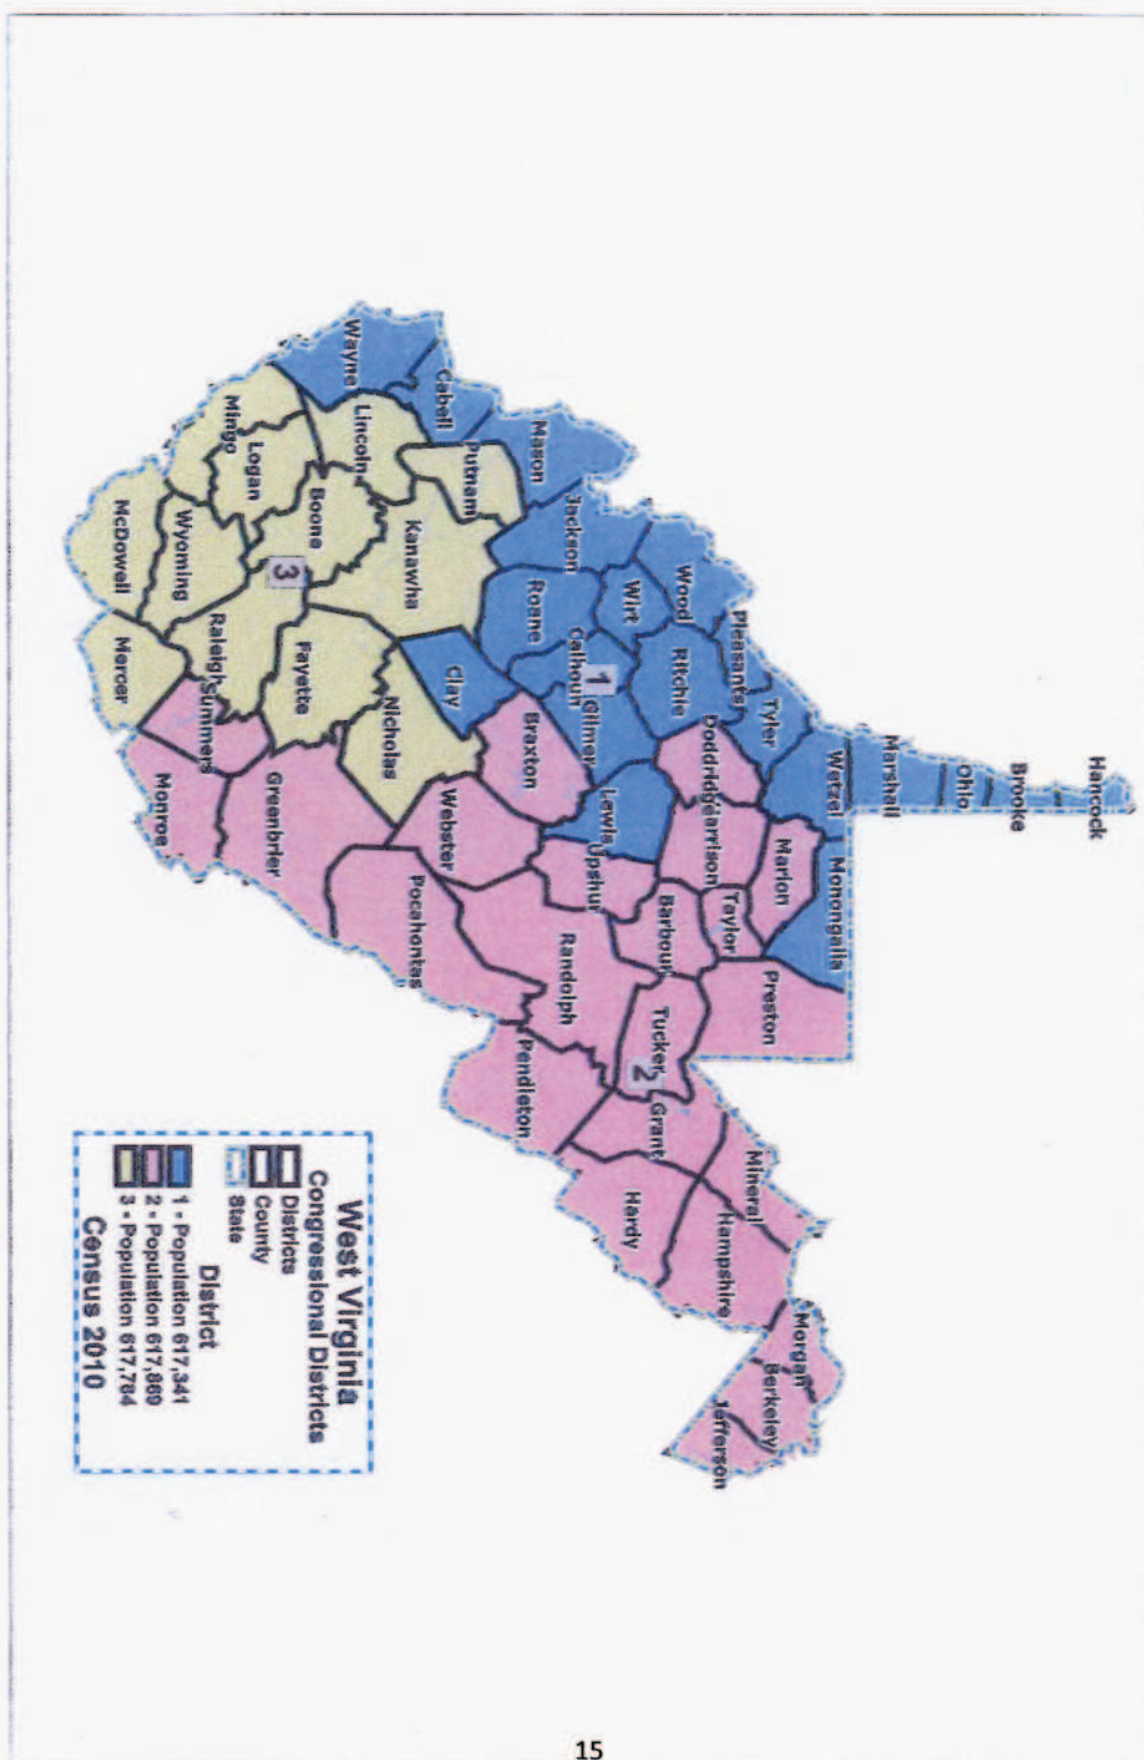 Hancock
Brooke
Ohio
Marshall
Wetzel
Tyler
Pleasants
Monongalia
Marion
Preston
Wood
Doddridge
Harrison
Taylor
Ritchie
Wirt
Barbour
Tucker
2
Grant
Mineral
Hampshire
Morgan
Berkeley
Jefferson
Hardy
Jackson
Mason
Roane
Calhoun
1
Gilmer
Lewis
Upshur
Randolph
Pendleton
Braxton
Cabell
Putnam
Clay
Webster
Pocahontas
Kanawha
Nicholas
Wayne
Lincoln
Boone
Fayette
3
Greenbrier
Logan
Mingo
Raleigh
Summers
Wyoming
Monroe
McDowell
Mercer
West Virginia
Congressional Districts
Districts
County
State
District
1 - Population 617,341
2 - Population 617,869
3 - Population 617,784
Census 2010
15